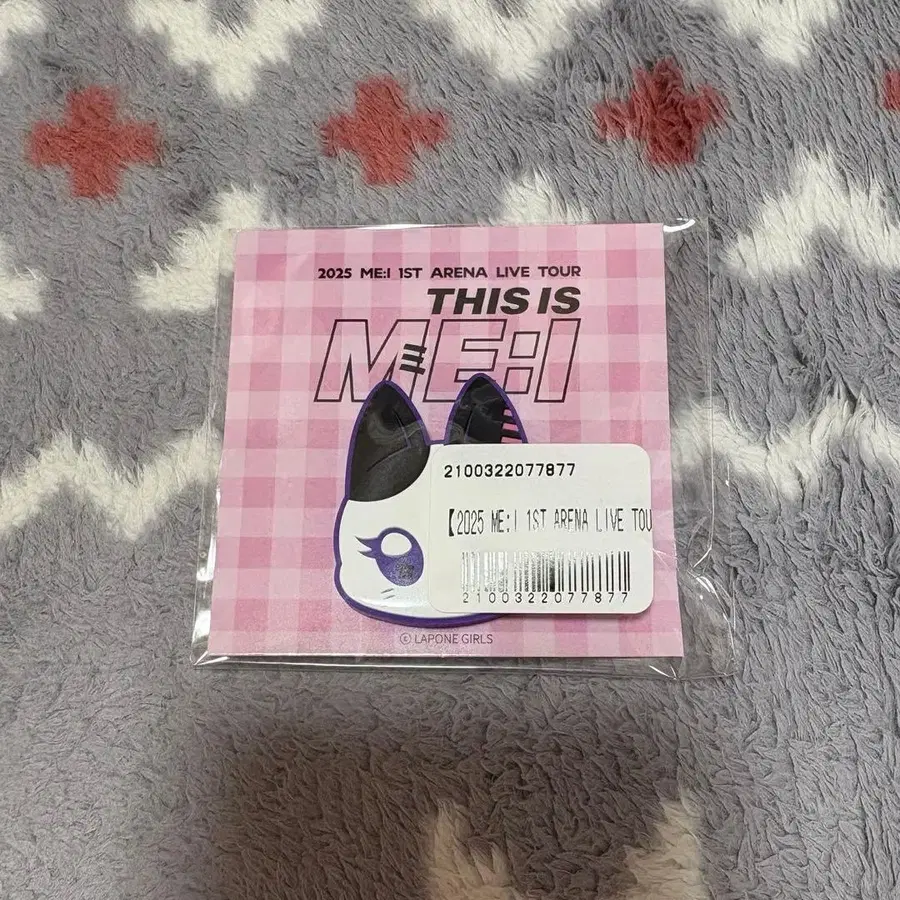 2025 ME:I 1ST ARENA LIVE TOUR
THIS IS
ME:I
2100322077877
【2025 ME:I 1ST ARENA LIVE TOU
2100322077877
© LAPONE GIRLS